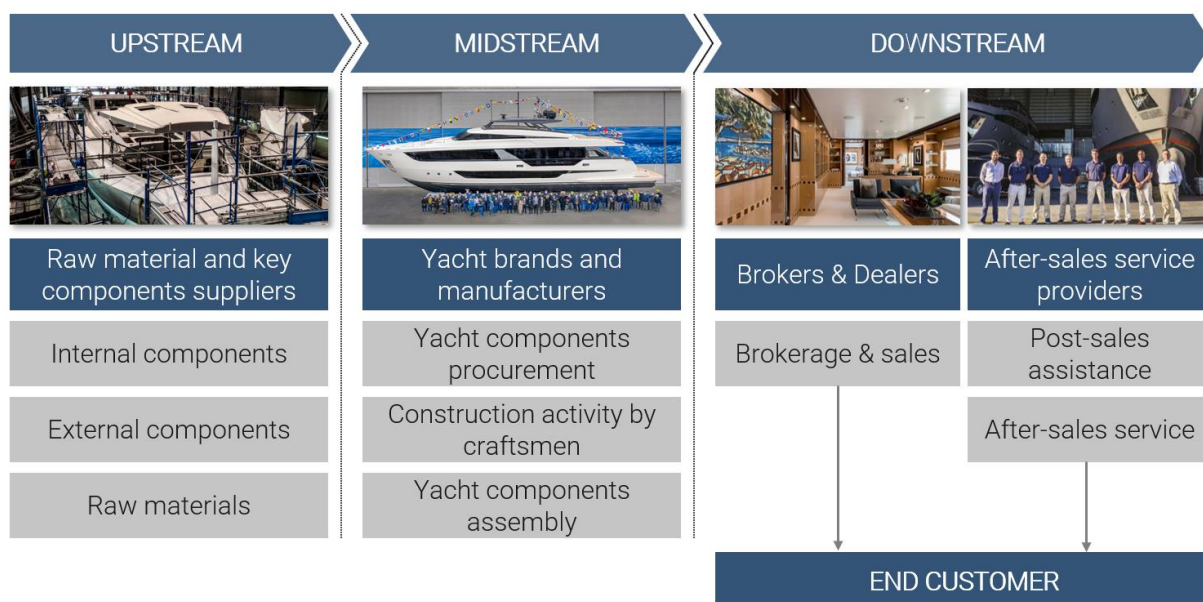 UPSTREAM
MIDSTREAM
DOWNSTREAM
Raw material and key
components suppliers
Internal components
External components
Raw materials
Yacht brands and
manufacturers
Yacht components
procurement
Construction activity by
craftsmen
Yacht components
assembly
Brokers & Dealers
Brokerage & sales
After-sales service
providers
Post-sales
assistance
After-sales service
END CUSTOMER